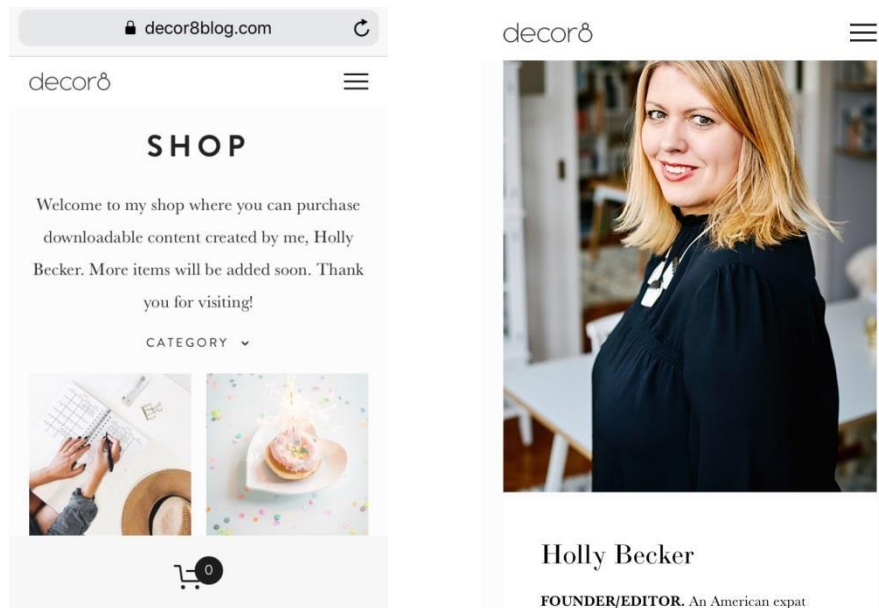 decor8blog.com
decor8
SHOP
Welcome to my shop where you can purchase
downloadable content created by me, Holly
Becker. More items will be added soon. Thank
you for visiting!
CATEGORY
0
decor8
Holly Becker
FOUNDER/EDITOR. An American expat